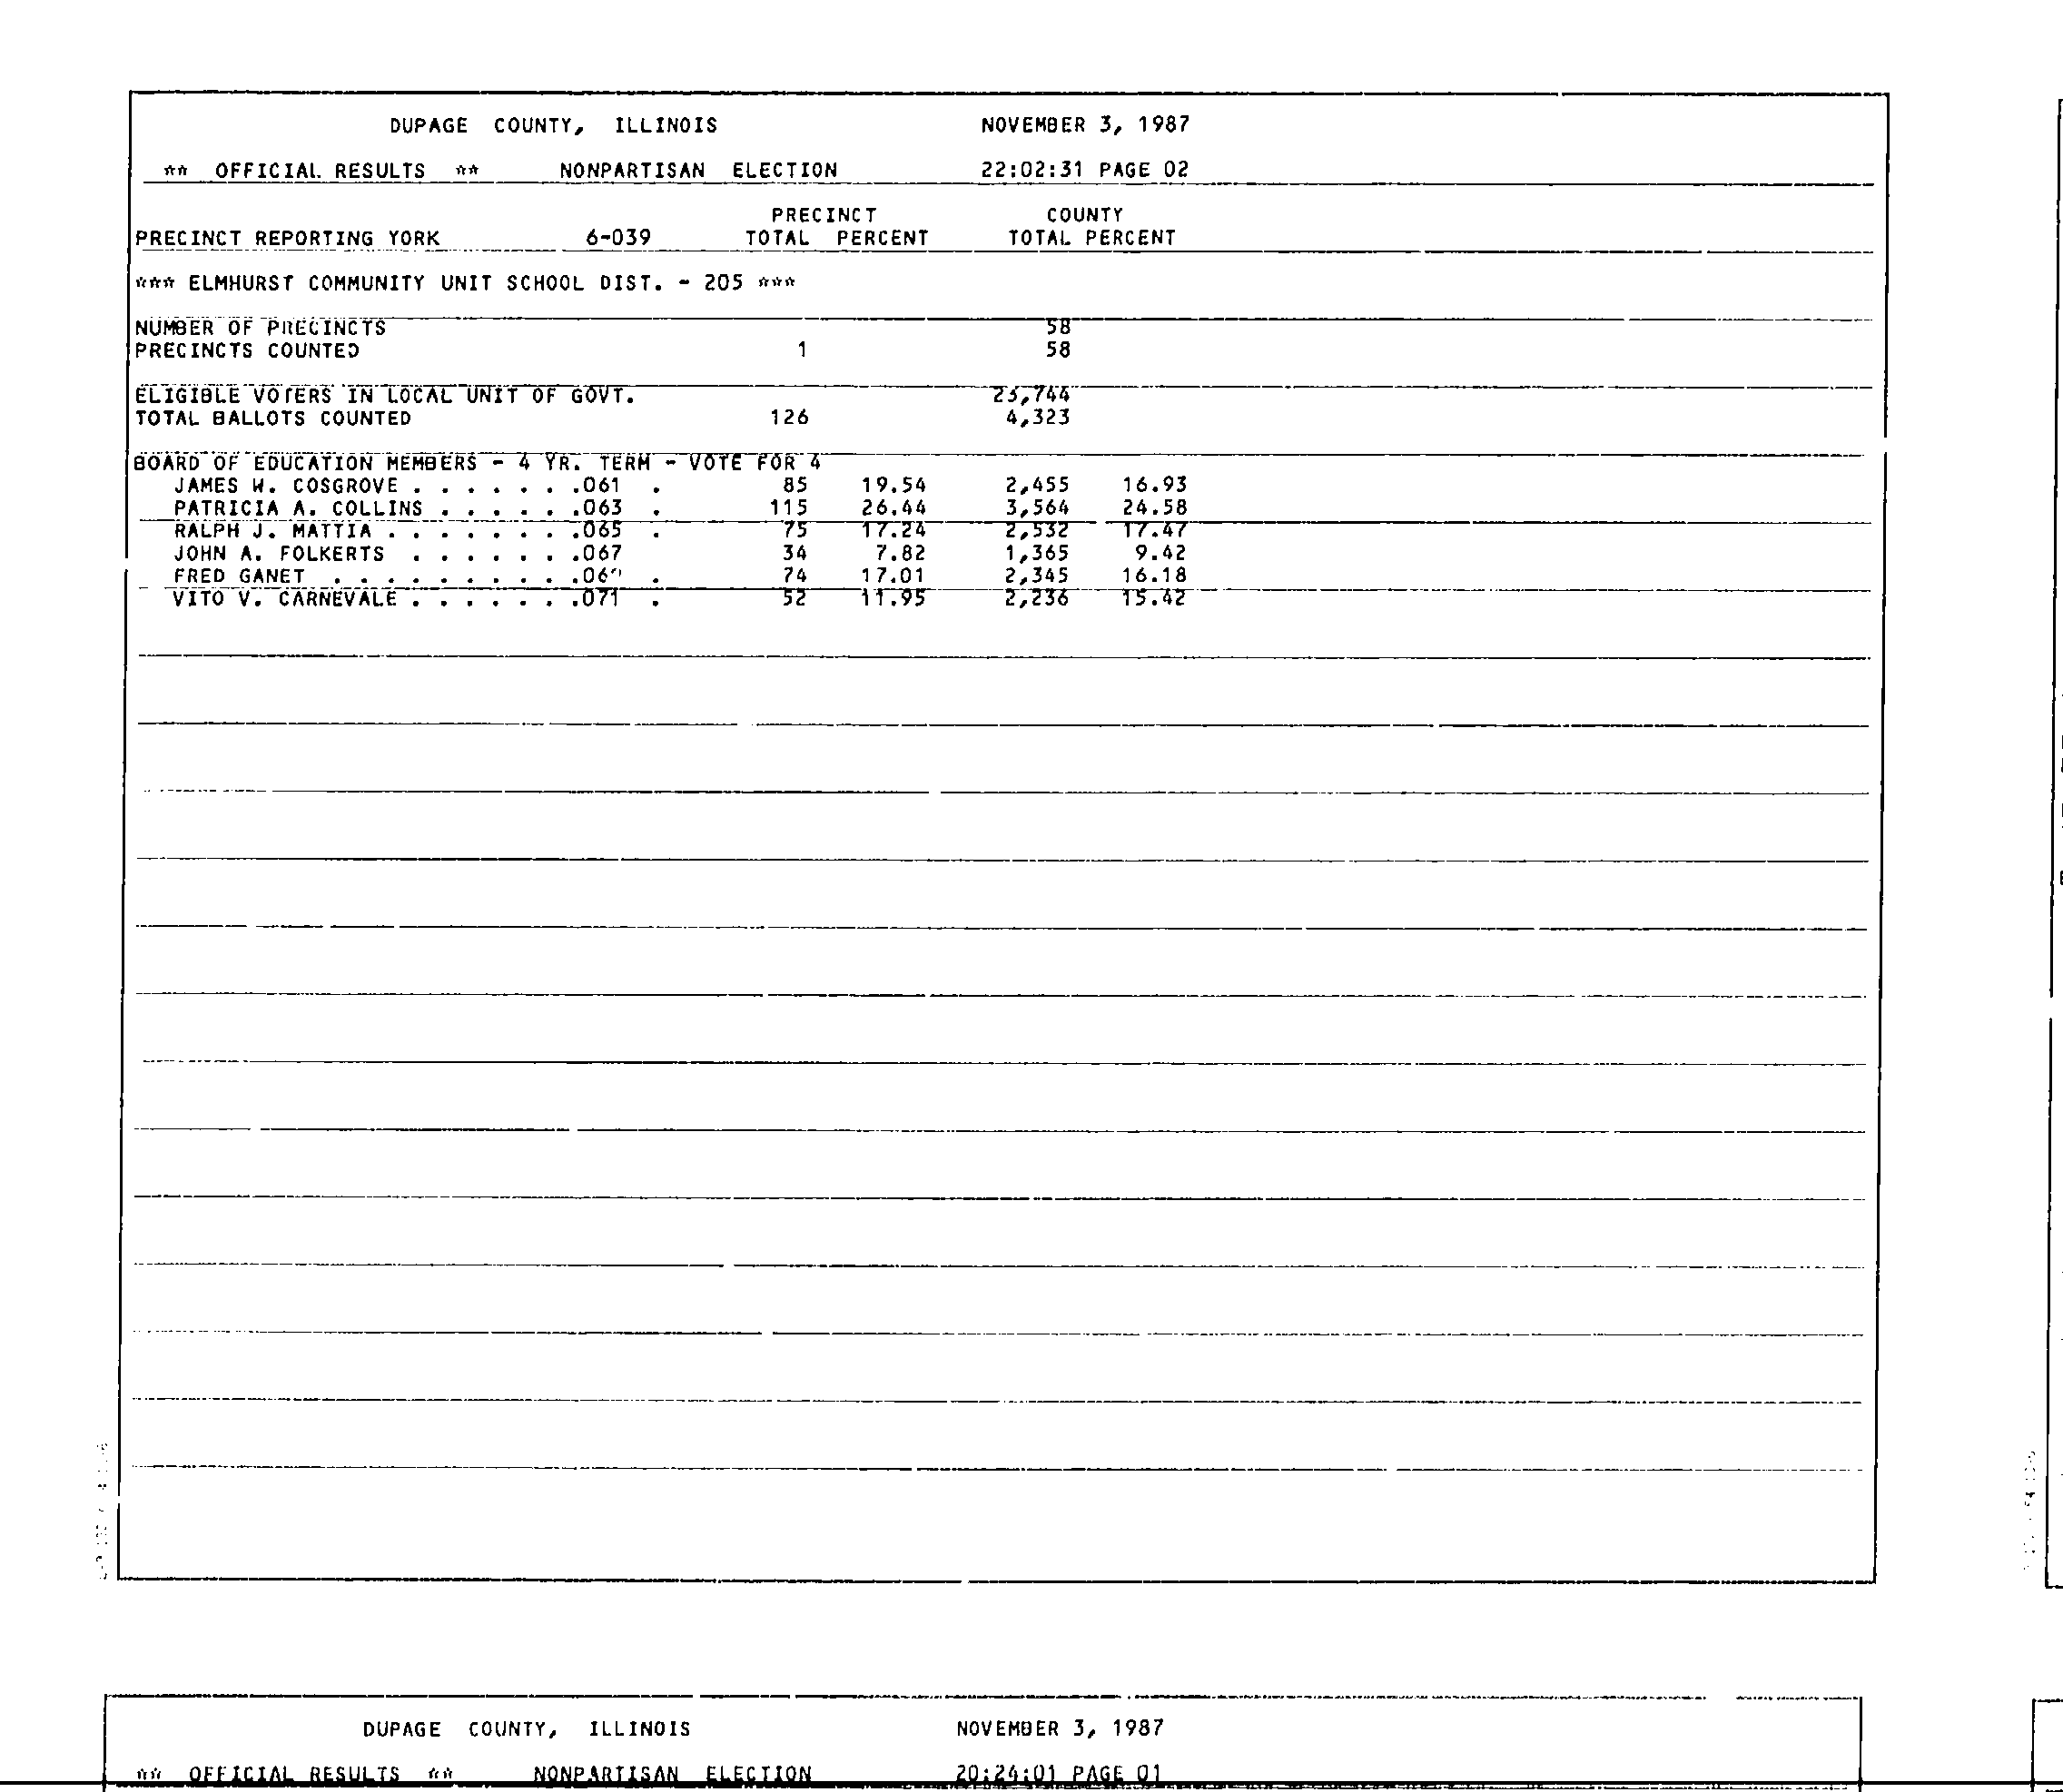 DUPAGE COUNTY, ILLINOIS NOVEMBER 3, 1987
** OFFICIAL RESULTS ** NONPARTISAN ELECTION 22:02:31 PAGE 02
PRECINCT COUNTY
PRECINCT REPORTING YORK 6-039 TOTAL PERCENT TOTAL PERCENT
*** ELMHURST COMMUNITY UNIT SCHOOL DIST. - 205 ***
NUMBER OF PRECINCTS 58
PRECINCTS COUNTED 1 58
ELIGIBLE VOTERS IN LOCAL UNIT OF GOVT. 23,744
TOTAL BALLOTS COUNTED 126 4,323
BOARD OF EDUCATION MEMBERS - 4 YR. TERM - VOTE FOR 4
JAMES W. COSGROVE . . . . . . .061 . 85 19.54 2,455 16.93
PATRICIA A. COLLINS . . . . . .063 . 115 26.44 3,564 24.58
RALPH J. MATTIA . . . . . . . .065 . 75 17.24 2,532 17.47
JOHN A. FOLKERTS . . . . . . .067 34 7.82 1,365 9.42
FRED GANET . . . . . . . . . . . 74 17.01 2,345 16.18
VITO V. CARNEVALE . . . . . . .071 . 52 11.95 2,236 15.42
DUPAGE COUNTY, ILLINOIS NOVEMBER 3, 1987
** OFFICIAL RESULTS ** NONPARTISAN ELECTION 20:24:01 PAGE 01